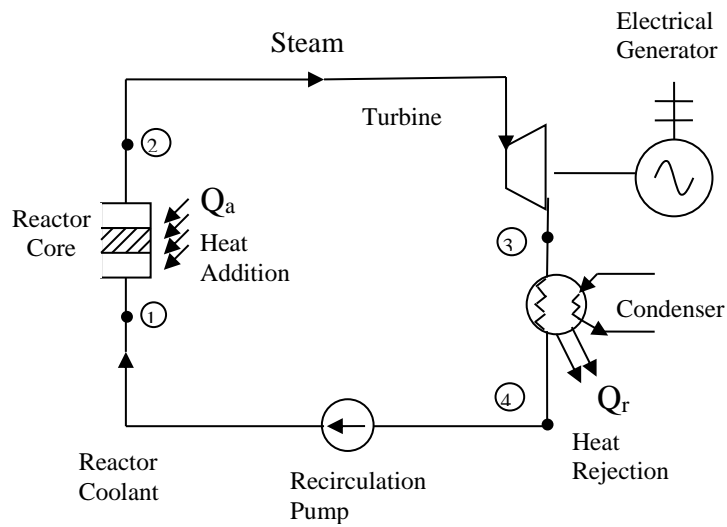 Electrical
Generator
Steam
Turbine
2
Qa
Reactor
Core
Heat
Addition
3
1
Condenser
4
Qr
Heat
Rejection
Reactor
Coolant
Recirculation
Pump